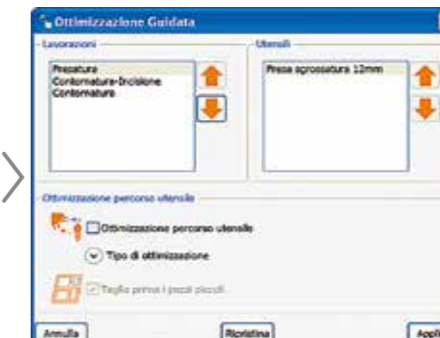 Ottimizzazione Guidata
Lavorazioni
Utensili
Fresatura
Contornatura-Incisione
Contornatura
Fresa sgrossatura 12mm
Ottimizzazione percorso utensile
Ottimizzazione percorso utensile
Tipo di ottimizzazione
Taglia prima i pezzi piccoli
Annulla
Ripristina
Appli